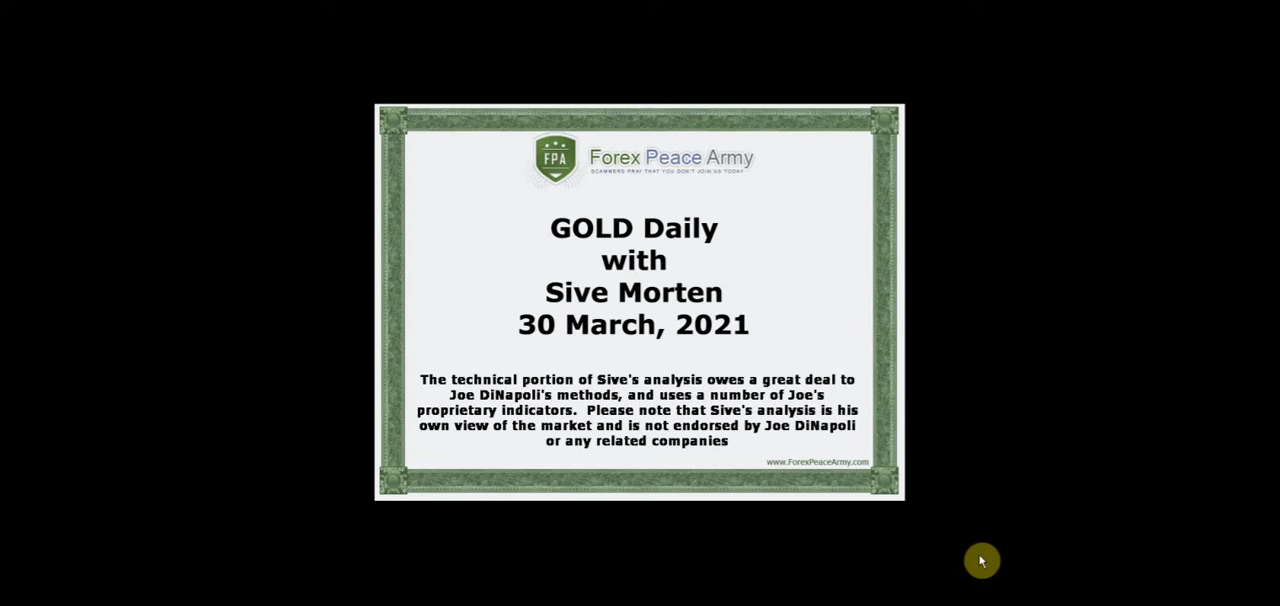 FPA
Forex Peace Army
SCAMMERS PRAY THAT YOU DON'T JOIN US TODAY
GOLD Daily
with
Sive Morten
30 March, 2021
The technical portion of Sive's analysis owes a great deal to
Joe DiNapoli's methods, and uses a number of Joe's
proprietary indicators.  Please note that Sive's analysis is his
own view of the market and is not endorsed by Joe DiNapoli
or any related companies
www.ForexPeaceArmy.com